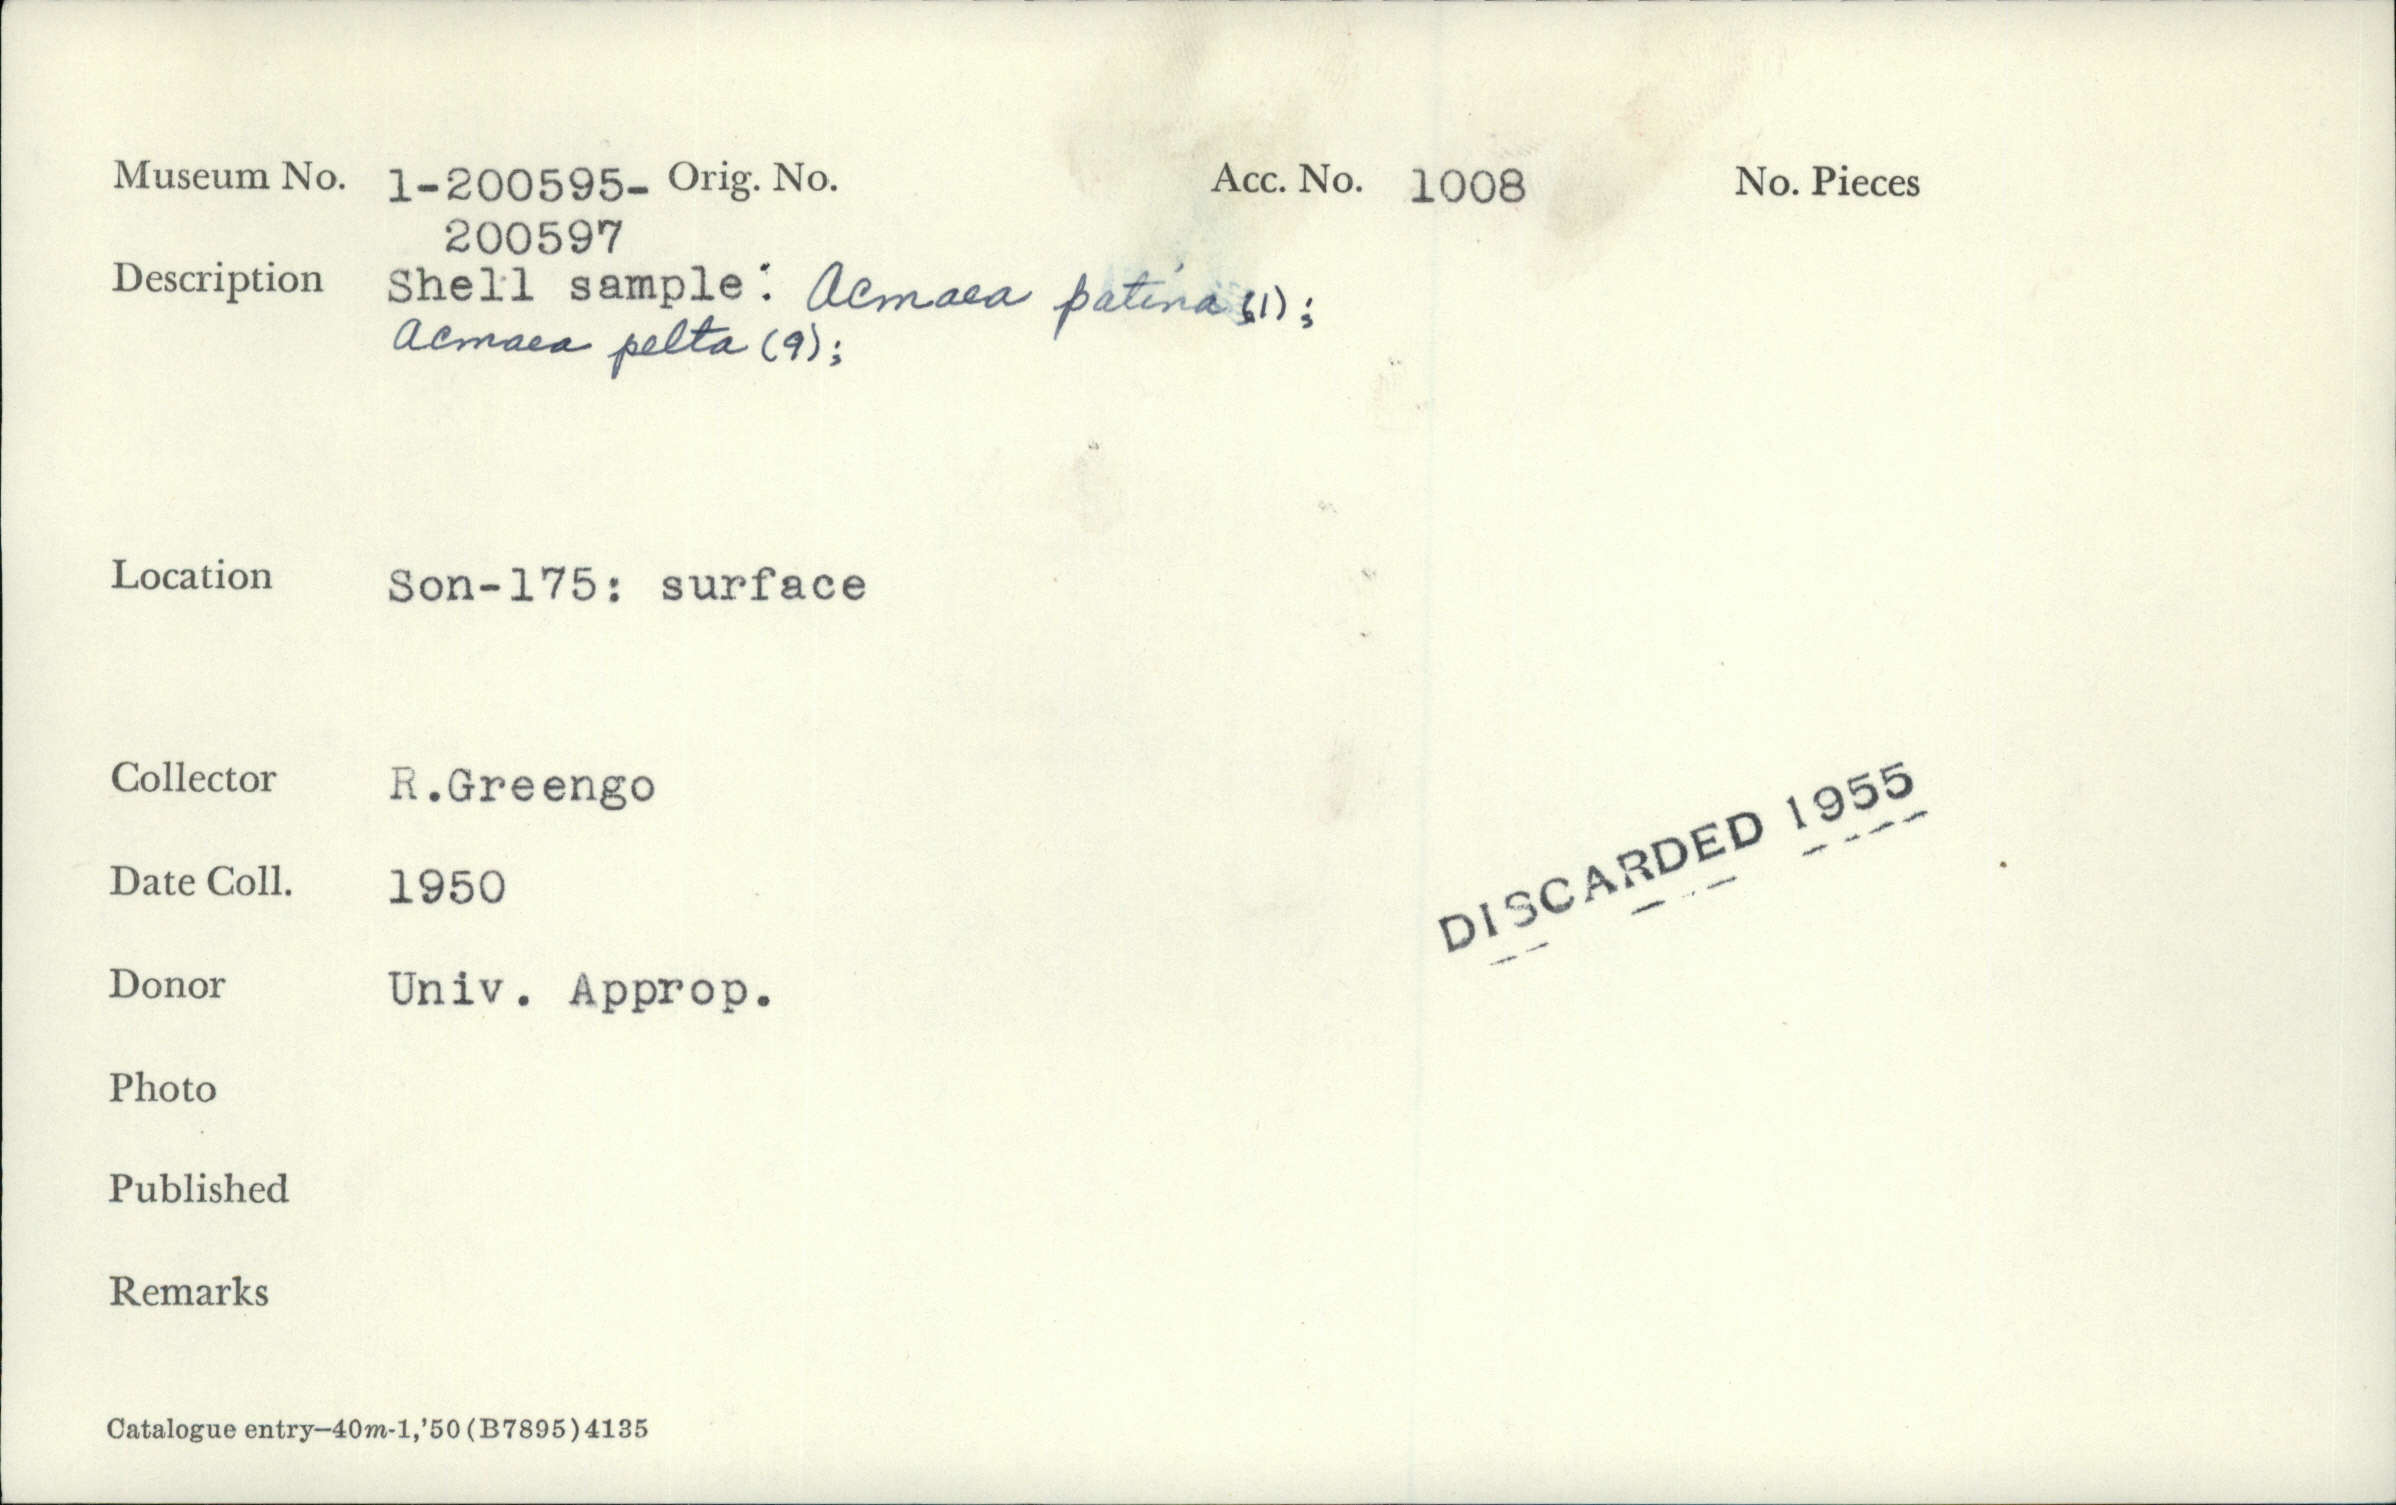 Museum No. 1-200595- Orig. No. Acc. No. 1008 No. Pieces
200597
Description Shell sample: Acmaea patina (1);
Acmaea pelta (9);
Location Son-175: surface
Collector R.Greengo
DISCARDED 1955
Date Coll. 1950
Donor Univ. Approp.
Photo
Published
Remarks
Catalogue entry—40m-1,'50(B7895)4135